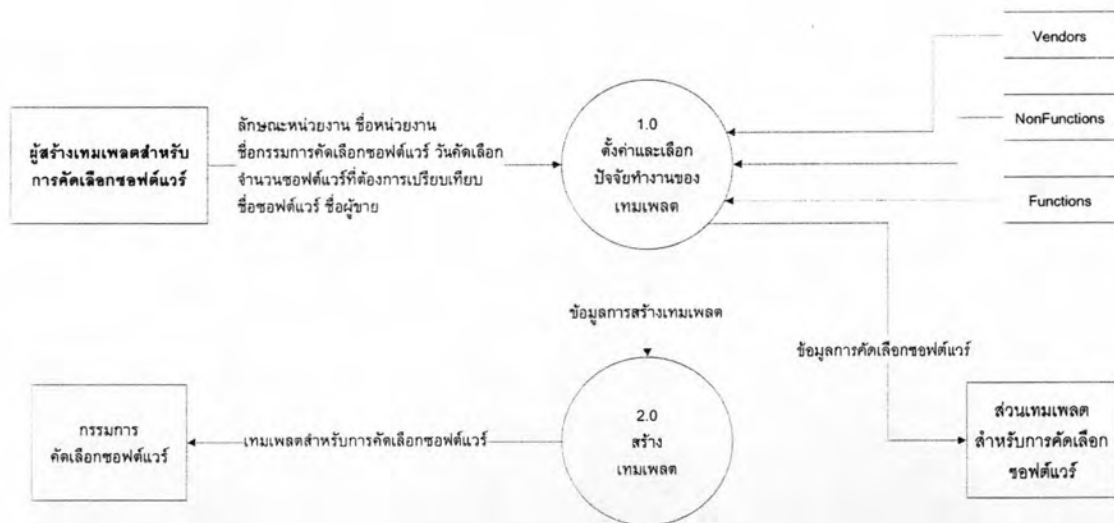 Vendors
NonFunctions
Functions
ผู้สร้างเทมเพลตสำหรับ
การคัดเลือกซอฟต์แวร์
ลักษณะหน่วยงาน ชื่อหน่วยงาน
ชื่อกรรมการคัดเลือกซอฟต์แวร์ วันคัดเลือก
จำนวนซอฟต์แวร์ที่ต้องการเปรียบเทียบ
ชื่อซอฟต์แวร์ ชื่อผู้ขาย
1.0
ตั้งค่าและเลือก
ปัจจัยทำงานของ
เทมเพลต
ข้อมูลการสร้างเทมเพลต
ข้อมูลการคัดเลือกซอฟต์แวร์
กรรมการ
คัดเลือกซอฟต์แวร์
เทมเพลตสำหรับการคัดเลือกซอฟต์แวร์
2.0
สร้าง
เทมเพลต
ส่วนเทมเพลต
สำหรับการคัดเลือก
ซอฟต์แวร์